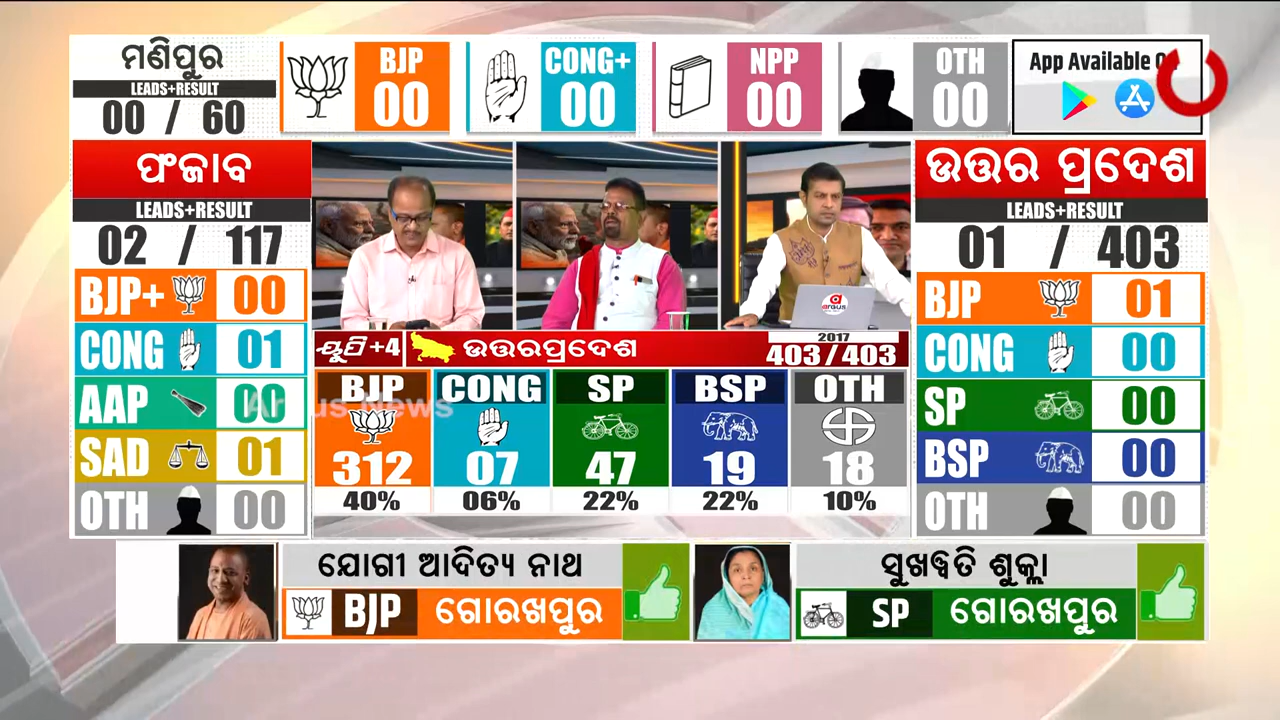 ମଣିପୁର
LEADS+RESULT
00 / 60
BJP
00
CONG+
00
NPP
00
OTH
00
App Available
ଫଂଜାବ
LEADS+RESULT
02 / 117
BJP+ 00
CONG 01
AAP 00
SAD 01
OTH 00
argus
ୟୁପି +4
ଉତ୍ତରପ୍ରଦେଶ
2017
403/403
BJP
312
40%
CONG
07
06%
SP
47
22%
BSP
19
22%
OTH
18
10%
Argus News
ଉତ୍ତର ପ୍ରଦେଶ
LEADS+RESULT
01 / 403
BJP 01
CONG 00
SP 00
BSP 00
OTH 00
ଯୋଗୀ ଆଦିତ୍ୟ ନାଥ
BJP ଗୋରଖପୁର
ଶୁକ୍ଲା
SP ଗୋରଖପୁର